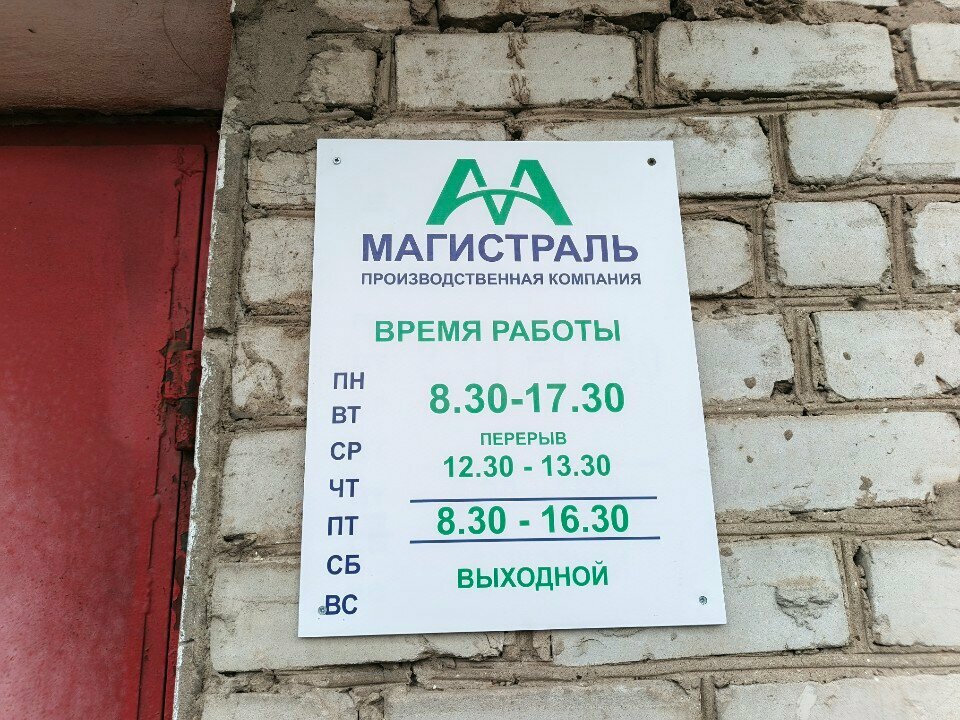 МАГИСТРАЛЬ
ПРОИЗВОДСТВЕННАЯ КОМПАНИЯ
ВРЕМЯ РАБОТЫ
ПН
ВТ
СР
ЧТ
ПТ
СБ
ВС
8.30-17.30
ПЕРЕРЫВ
12.30 - 13.30
8.30 - 16.30
ВЫХОДНОЙ